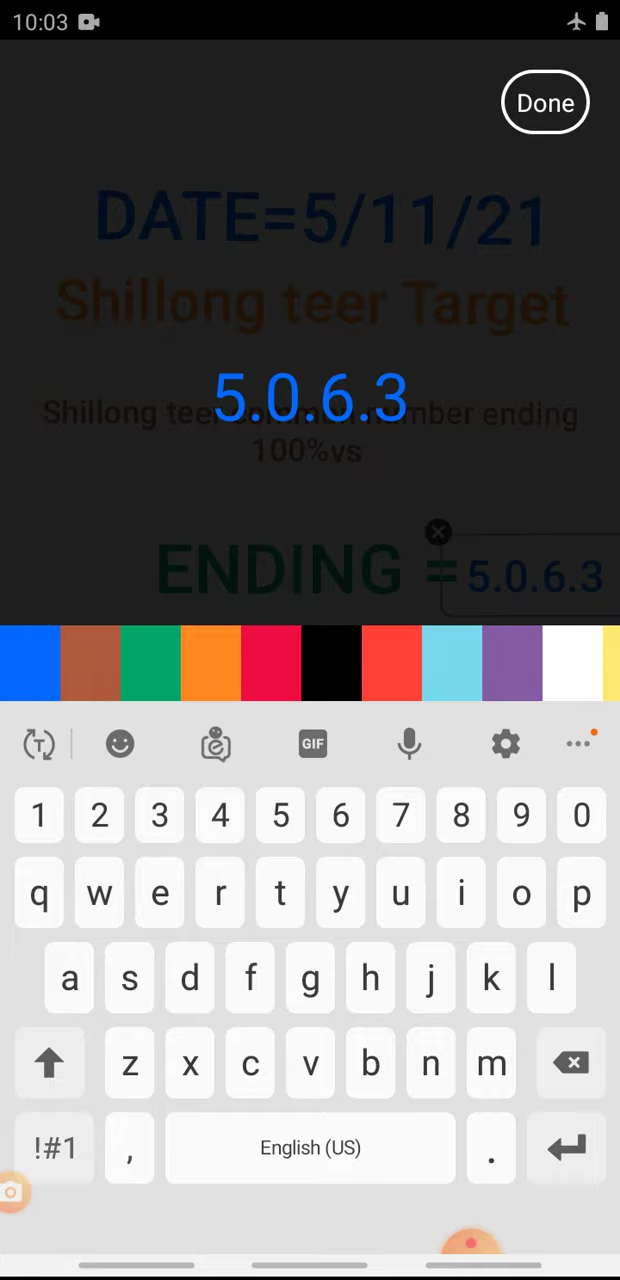 10:03
Done
DATE=5/11/21
Shillong teer Target
5.0.6.3
Shillong teer common number ending
100%vs
ENDING =5.0.6.3
GIF
1 2 3 4 5 6 7 8 9 0
q w e r t y u i o p
a s d f g h j k l
z x c v b n m
!#1 , English (US) .